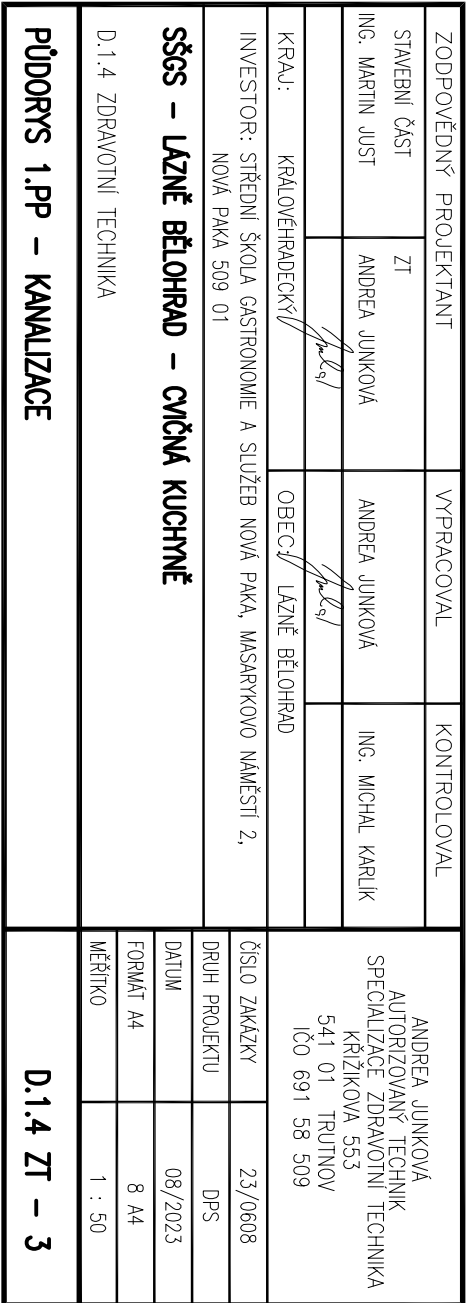 ZODPOVĚDNÝ PROJEKTANT
VYPRACOVAL
KONTROLOVAL
STAVEBNÍ ČÁST
ZT
ING. MARTIN JUST
ANDREA JUNKOVÁ
ANDREA JUNKOVÁ
ING. MICHAL KARLÍK
KRAJ: KRÁLOVÉHRADECKÝ
OBEC: LÁZNĚ BĚLOHRAD
INVESTOR: STŘEDNÍ ŠKOLA GASTRONOMIE A SLUŽEB NOVÁ PAKA, MASARYKOVO NÁMĚSTÍ 2,
NOVÁ PAKA 509 01
SŠGS – LÁZNĚ BĚLOHRAD – CVIČNÁ KUCHYNĚ
D.1.4 ZDRAVOTNÍ TECHNIKA
PŮDORYS 1.PP – KANALIZACE
ANDREA JUNKOVÁ
AUTORIZOVANÝ TECHNIK
SPECIALIZACE ZDRAVOTNÍ TECHNIKA
KŘIŽÍKOVA 553
541 01 TRUTNOV
IČO 691 58 509
ČÍSLO ZAKÁZKY 23/0608
DRUH PROJEKTU DPS
DATUM 08/2023
FORMÁT A4 8 A4
MĚŘÍTKO 1 : 50
D.1.4 ZT – 3